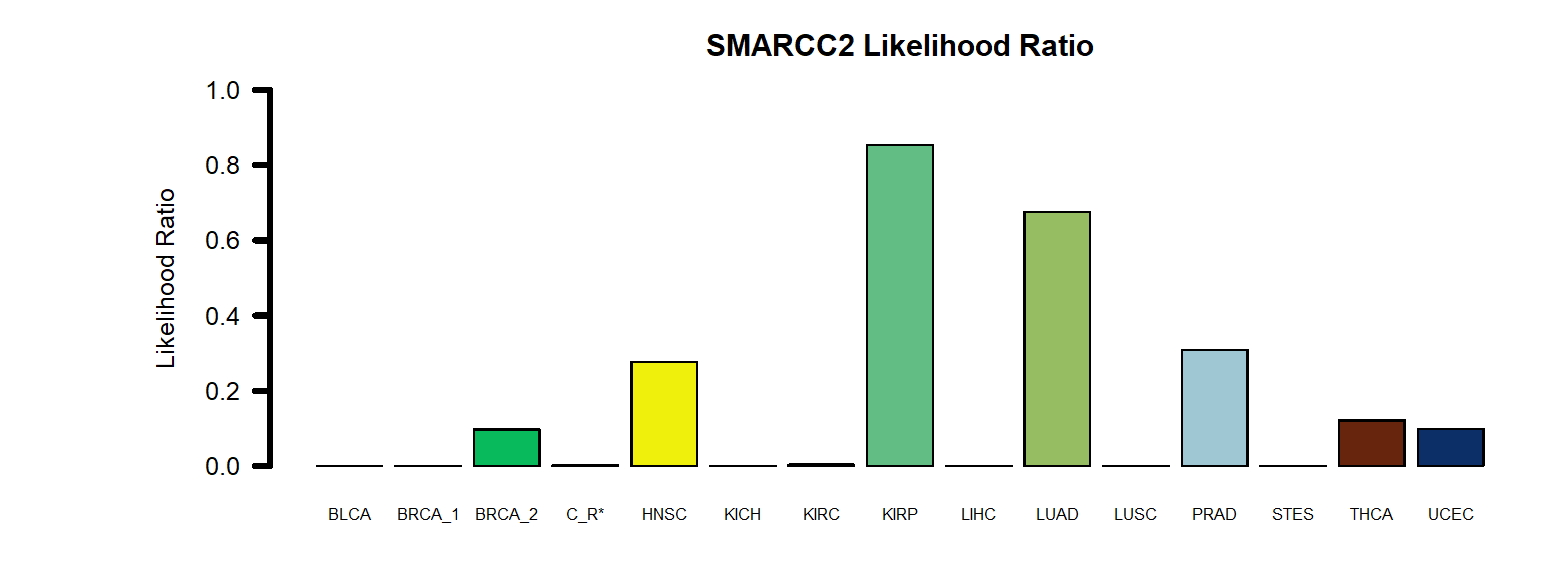 SMARCC2 Likelihood Ratio
Likelihood Ratio
1.0
0.8
0.6
0.4
0.2
0.0
BLCA BRCA_1 BRCA_2 C_R* HNSC KICH KIRC KIRP LIHC LUAD LUSC PRAD STES THCA UCEC